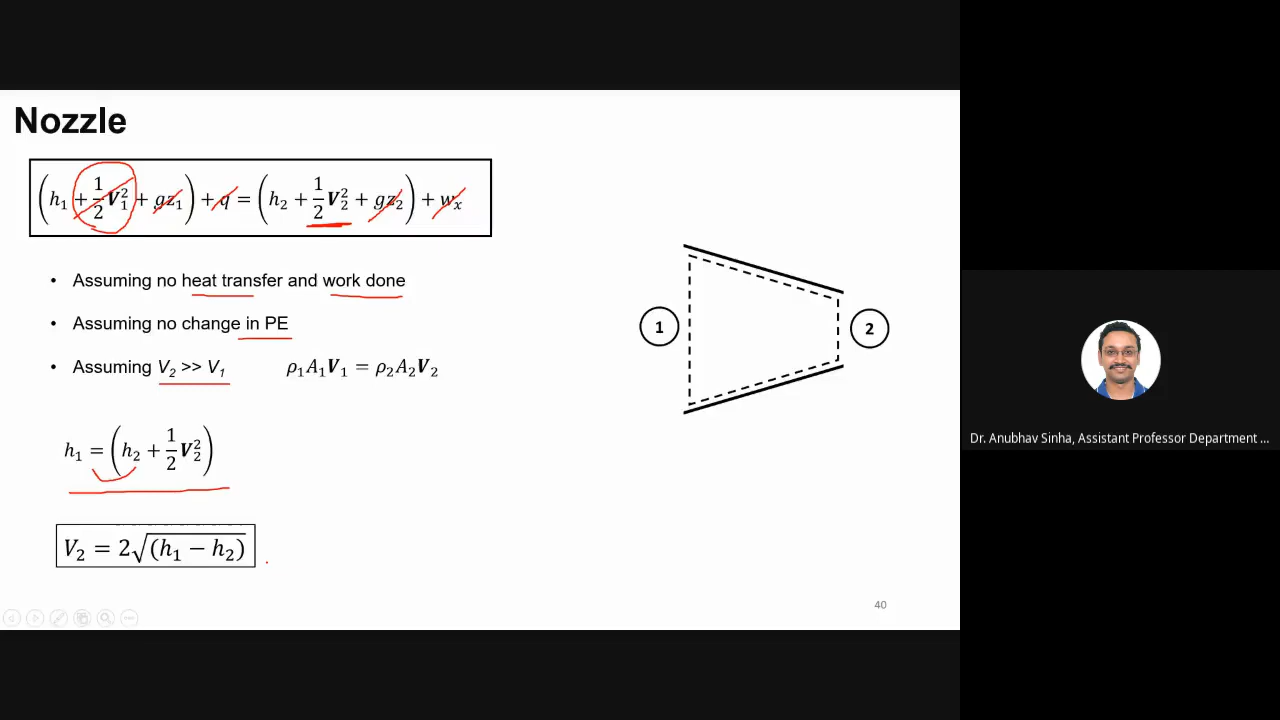 Nozzle
(h₁ + 1/2 V₁² + gz₁) + q = (h₂ + 1/2 V₂² + gz₂) + wₓ
• Assuming no heat transfer and work done
• Assuming no change in PE
• Assuming V₂ >> V₁ ρ₁A₁V₁ = ρ₂A₂V₂
h₁ = (h₂ + 1/2 V₂²)
V₂ = 2√(h₁ − h₂)
1
2
40
Dr. Anubhav Sinha, Assistant Professor Department ...